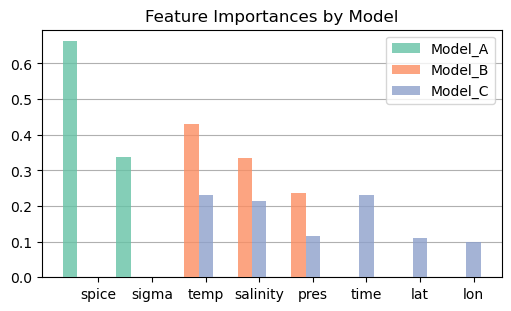 Feature Importances by Model
Model_A
Model_B
Model_C
0.6
0.5
0.4
0.3
0.2
0.1
0.0
spice sigma temp salinity pres time lat lon